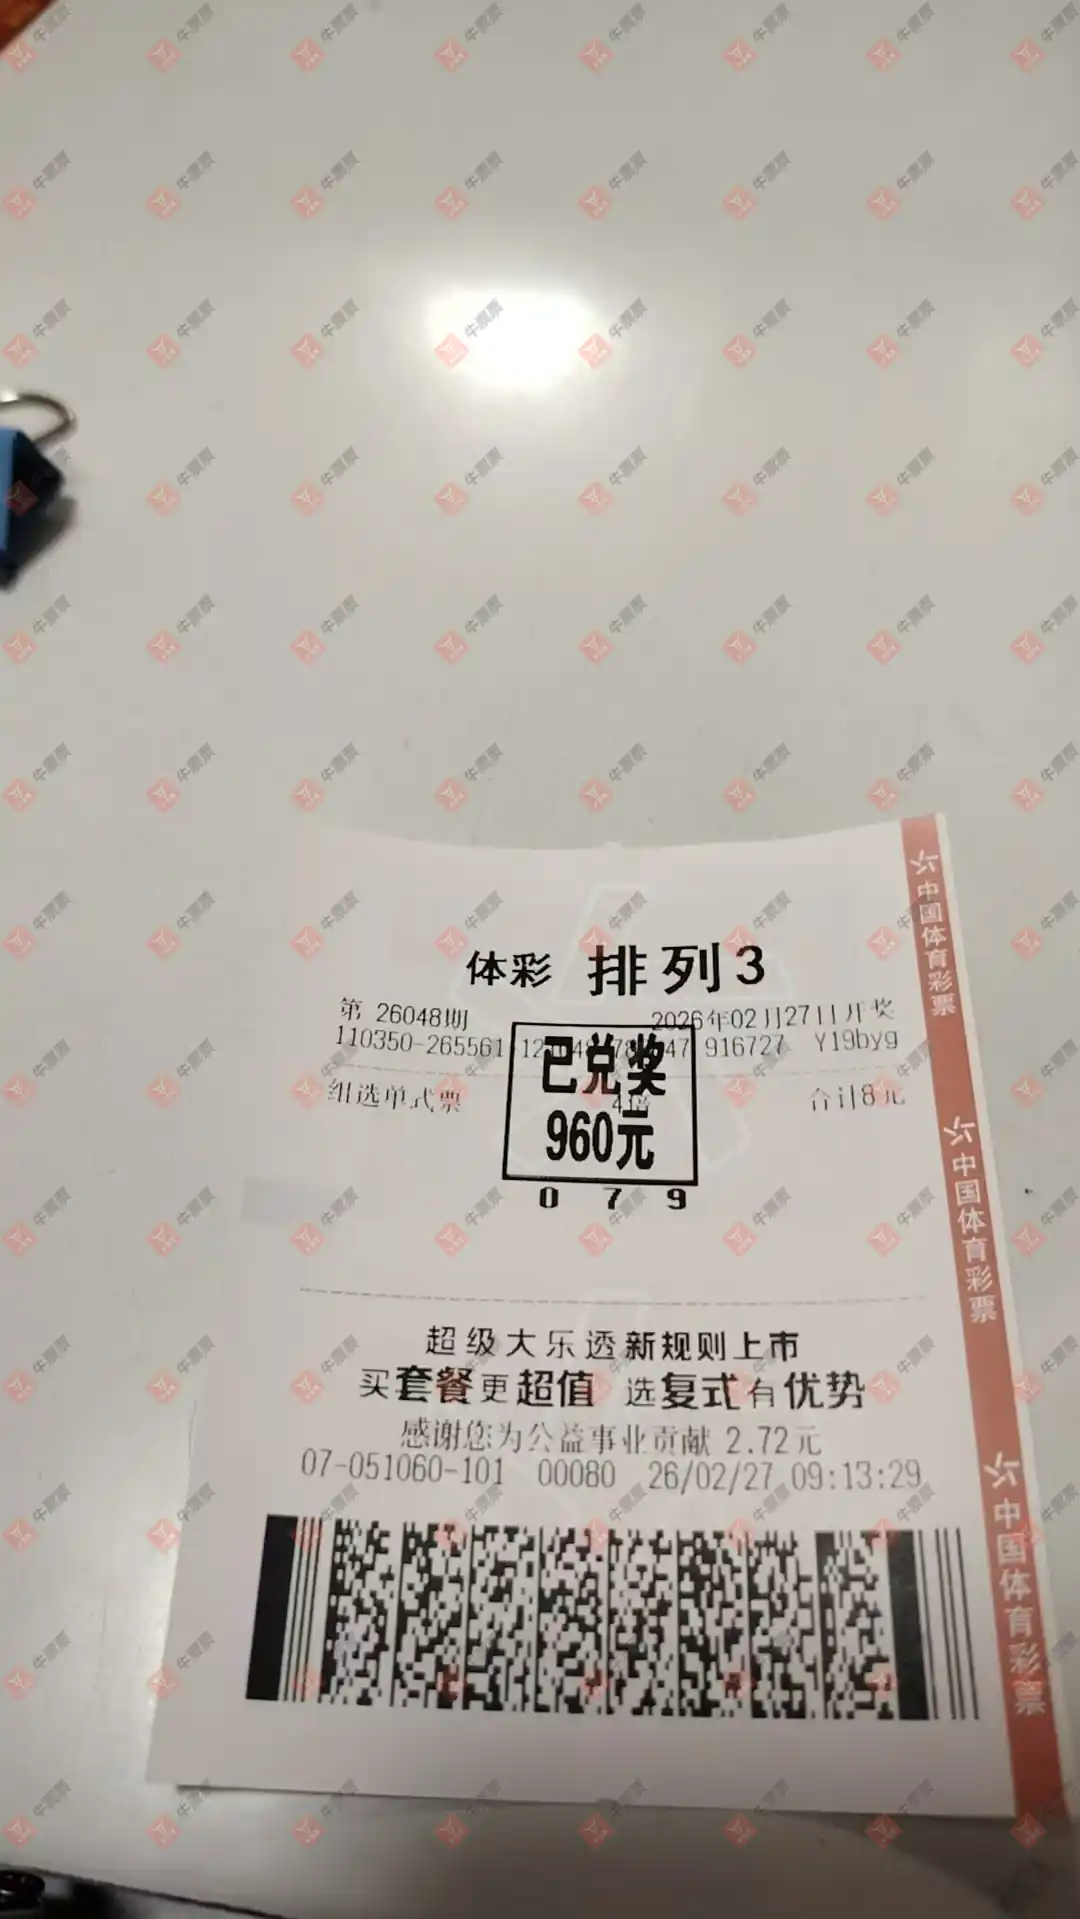 体彩 排列3
第 26048期 2026年02月27日开奖
110350-265561 916727 Y19byg
已兑奖
组选单式票 4倍 合计8元
960元
0 7 9
超级大乐透新规则上市
买套餐更超值 选复式有优势
感谢您为公益事业贡献 2.72元
07-051060-101 00080 26/02/27 09:13:29
中国体育彩票
中国体育彩票
中国体育彩票
牛票票